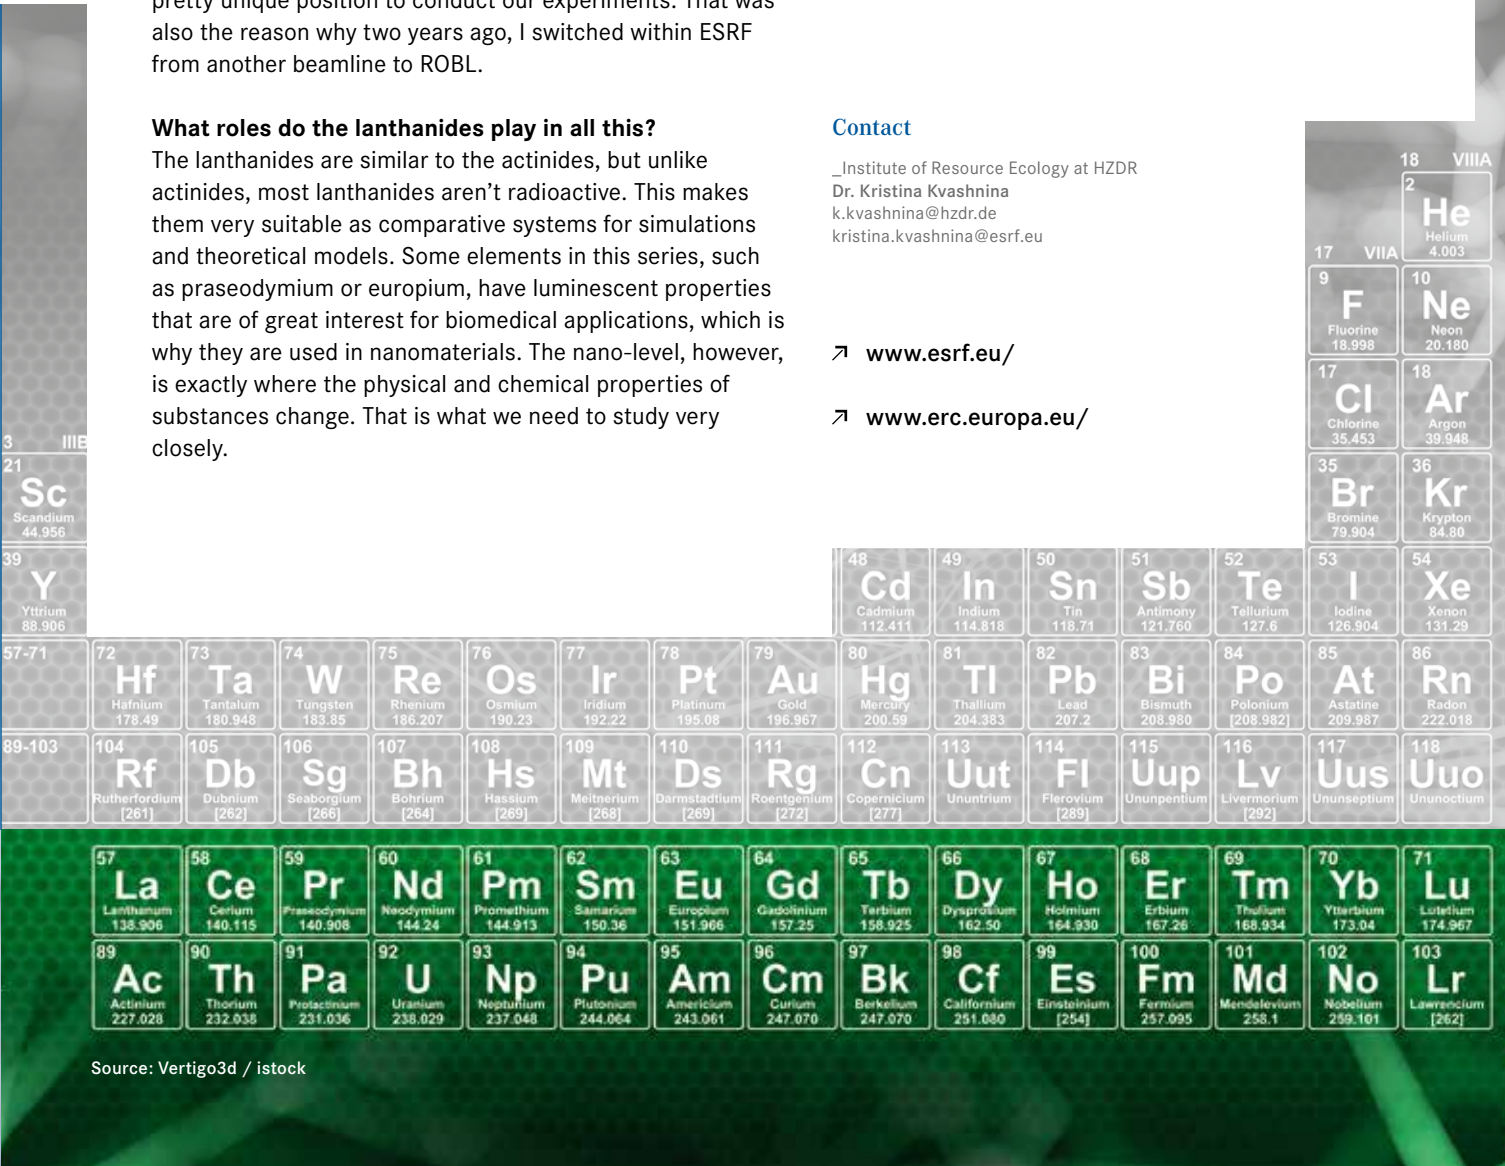 pretty unique position to conduct our experiments. That was
also the reason why two years ago, I switched within ESRF
from another beamline to ROBL.
What roles do the lanthanides play in all this?
The lanthanides are similar to the actinides, but unlike
actinides, most lanthanides aren't radioactive. This makes
them very suitable as comparative systems for simulations
and theoretical models. Some elements in this series, such
as praseodymium or europium, have luminescent properties
that are of great interest for biomedical applications, which is
why they are used in nanomaterials. The nano-level, however,
is exactly where the physical and chemical properties of
substances change. That is what we need to study very
closely.
Contact
_Institute of Resource Ecology at HZDR
Dr. Kristina Kvashnina
k.kvashnina@hzdr.de
kristina.kvashnina@esrf.eu
www.esrf.eu/
www.erc.europa.eu/
18 VIIIA
2
He
Helium
4.003
17 VIIA
9 10
F Ne
Fluorine Neon
18.998 20.180
17 18
Cl Ar
Chlorine Argon
35.453 39.948
3 IIIB
21 35 36
Sc Br Kr
Scandium Bromine Krypton
44.956 79.904 84.80
39 48 49 50 51 52 53 54
Y Cd In Sn Sb Te I Xe
Yttrium Cadmium Indium Tin Antimony Tellurium Iodine Xenon
88.906 112.411 114.818 118.71 121.760 127.6 126.904 131.29
57-71 72 73 74 75 76 77 78 79 80 81 82 83 84 85 86
Hf Ta W Re Os Ir Pt Au Hg Tl Pb Bi Po At Rn
Hafnium Tantalum Tungsten Rhenium Osmium Iridium Platinum Gold Mercury Thallium Lead Bismuth Polonium Astatine Radon
178.49 180.948 183.85 186.207 190.23 192.22 195.08 196.967 200.59 204.383 207.2 208.980 [208.982] 209.987 222.018
89-103 104 105 106 107 108 109 110 111 112 113 114 115 116 117 118
Rf Db Sg Bh Hs Mt Ds Rg Cn Uut Fl Uup Lv Uus Uuo
Rutherfordium Dubnium Seaborgium Bohrium Hassium Meitnerium Darmstadtium Roentgenium Copernicium Ununtrium Flerovium Ununpentium Livermorium Ununseptium Ununoctium
[261] [262] [266] [264] [269] [268] [269] [272] [277] [289] [292]
57 58 59 60 61 62 63 64 65 66 67 68 69 70 71
La Ce Pr Nd Pm Sm Eu Gd Tb Dy Ho Er Tm Yb Lu
Lanthanum Cerium Praseodymium Neodymium Promethium Samarium Europium Gadolinium Terbium Dysprosium Holmium Erbium Thulium Ytterbium Lutetium
138.906 140.115 140.908 144.24 144.913 150.36 151.966 157.25 158.925 162.50 164.930 167.26 168.934 173.04 174.967
89 90 91 92 93 94 95 96 97 98 99 100 101 102 103
Ac Th Pa U Np Pu Am Cm Bk Cf Es Fm Md No Lr
Actinium Thorium Protactinium Uranium Neptunium Plutonium Americium Curium Berkelium Californium Einsteinium Fermium Mendelevium Nobelium Lawrencium
227.028 232.038 231.036 238.029 237.048 244.064 243.061 247.070 247.070 251.080 [254] 257.095 258.1 259.101 [262]
Source: Vertigo3d / istock